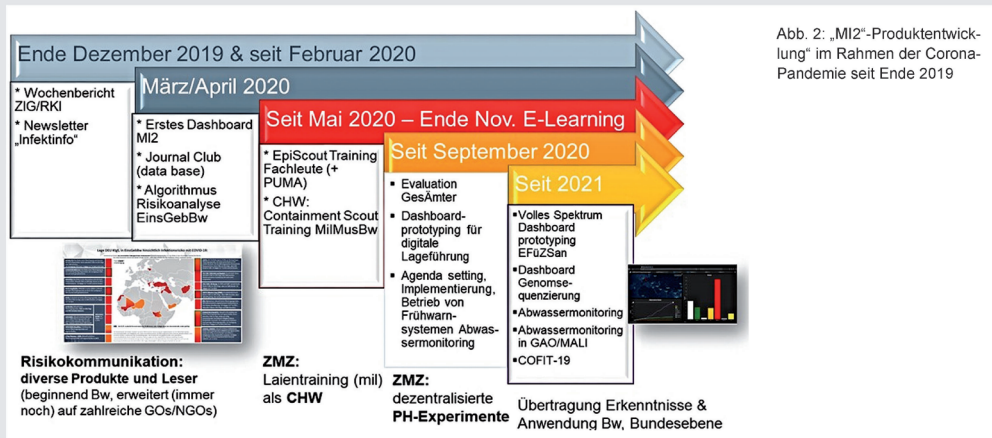 Ende Dezember 2019 & seit Februar 2020
März/April 2020
Seit Mai 2020 – Ende Nov. E-Learning
Seit September 2020
Seit 2021
* Wochenbericht
ZIG/RKI
* Newsletter
„Infektinfo“
* Erstes Dashboard
MI2
* Journal Club
(data base)
* Algorithmus
Risikoanalyse
EinsGebBw
* EpiScout Training
Fachleute (+
PUMA)
* CHW:
Containment Scout
Training MilMusBw
▪ Evaluation
GesÄmter
▪ Dashboard-
prototyping für
digitale
Lageführung
▪ Agenda setting,
Implementierung,
Betrieb von
Frühwarn-
systemen Abwas-
sermonitoring
▪Volles Spektrum
Dashboard
prototyping
EFüZSan
▪Dashboard
Genomse-
quenzierung
▪Abwassermonitoring
▪Abwassermonitoring
in GAO/MALI
▪COFIT-19
Risikokommunikation:
diverse Produkte und Leser
(beginnend Bw, erweitert (immer
noch) auf zahlreiche GOs/NGOs)
ZMZ:
Laientraining (mil)
als CHW
ZMZ:
dezentralisierte
PH-Experimente
Übertragung Erkenntnisse &
Anwendung Bw, Bundesebene
Abb. 2: „MI2“-Produktentwick-
lung“ im Rahmen der Corona-
Pandemie seit Ende 2019